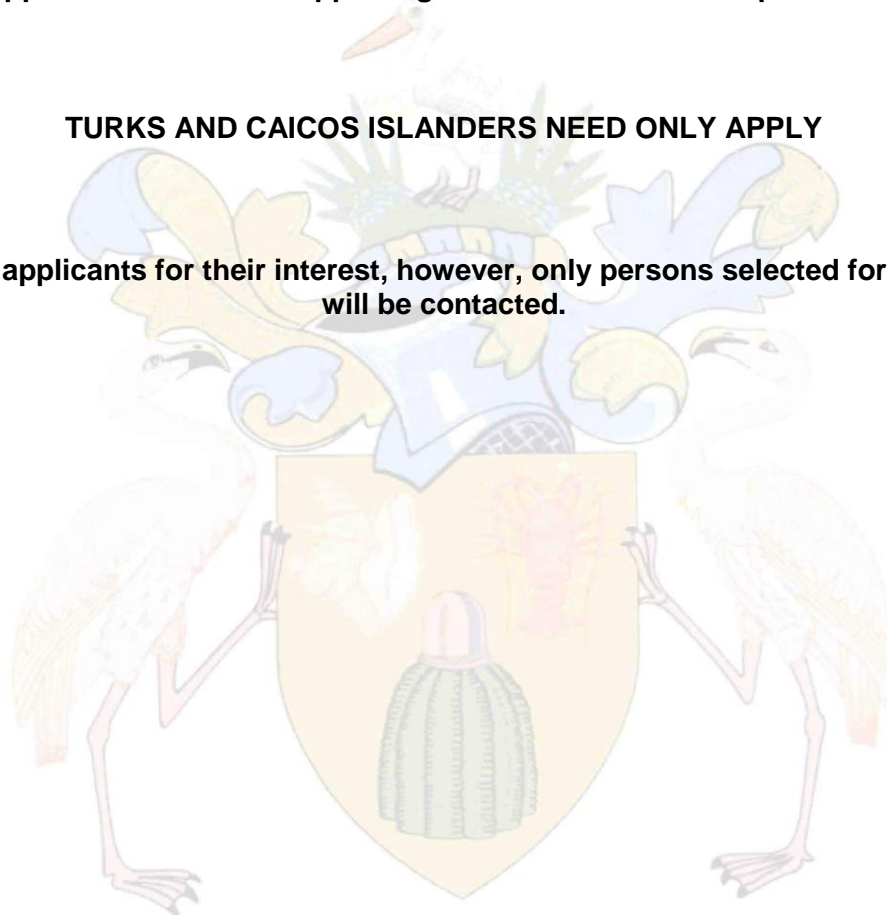 TURKS AND CAICOS ISLANDERS NEED ONLY APPLY
applicants for their interest, however, only persons selected for
will be contacted.